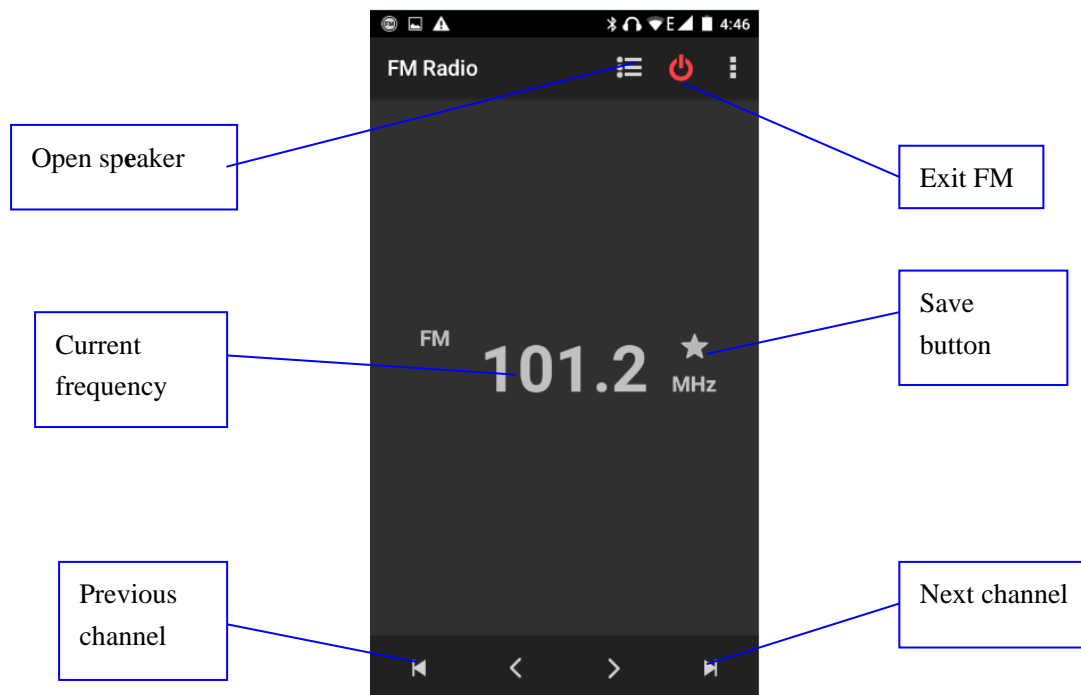 E 4:46
FM Radio
Open speaker
Exit FM
Save
button
FM
101.2
MHz
Current
frequency
Previous
channel
Next channel